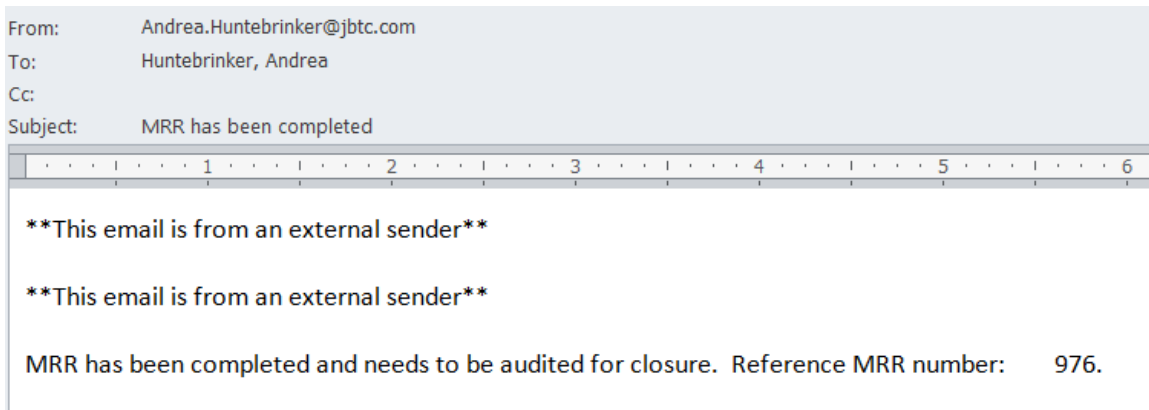 From: Andrea.Huntebrinker@jbtc.com
To: Huntebrinker, Andrea
Cc:
Subject: MRR has been completed
1 2 3 4 5 6
**This email is from an external sender**
**This email is from an external sender**
MRR has been completed and needs to be audited for closure.  Reference MRR number:        976.